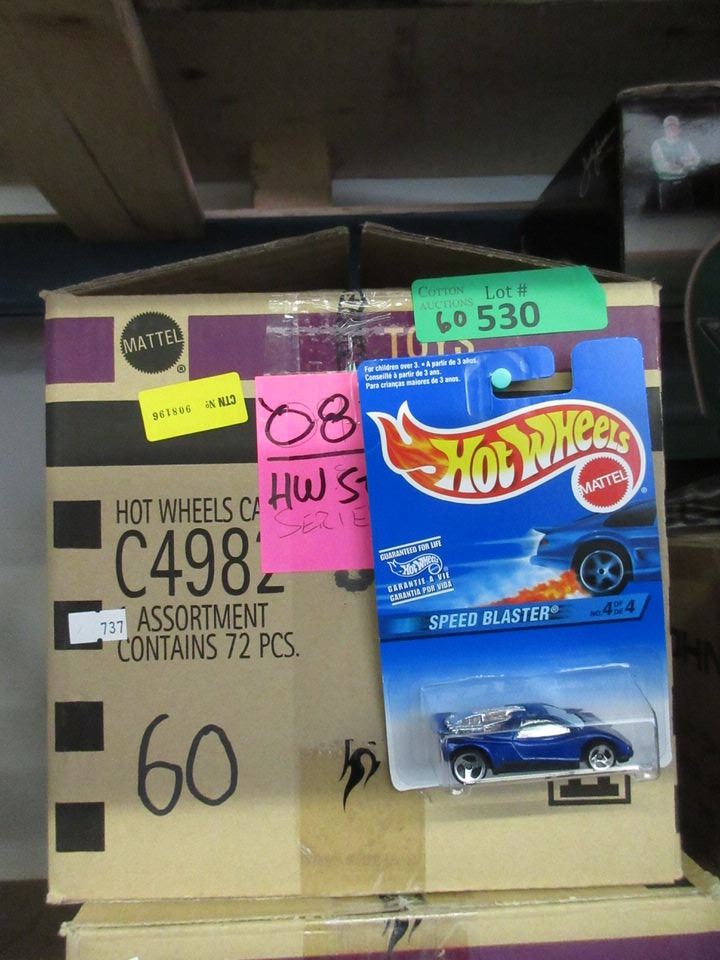 COTTON
AUCTIONS
Lot #
60 530
MATTEL
TOYS
CTN Nº 908196
'08
HW
SERIE
For children over 3. • A partir de 3 años.
Conseillé à partir de 3 ans.
Para crianças maiores de 3 anos.
HOT WHEELS
MATTEL
GUARANTEED FOR LIFE
HOT WHEELS
GARANTIE A VIE
GARANTIA POR VIDA
SPEED BLASTER®
NO. 4 OF DE 4
HOT WHEELS CA
C4982
ASSORTMENT
737
CONTAINS 72 PCS.
60